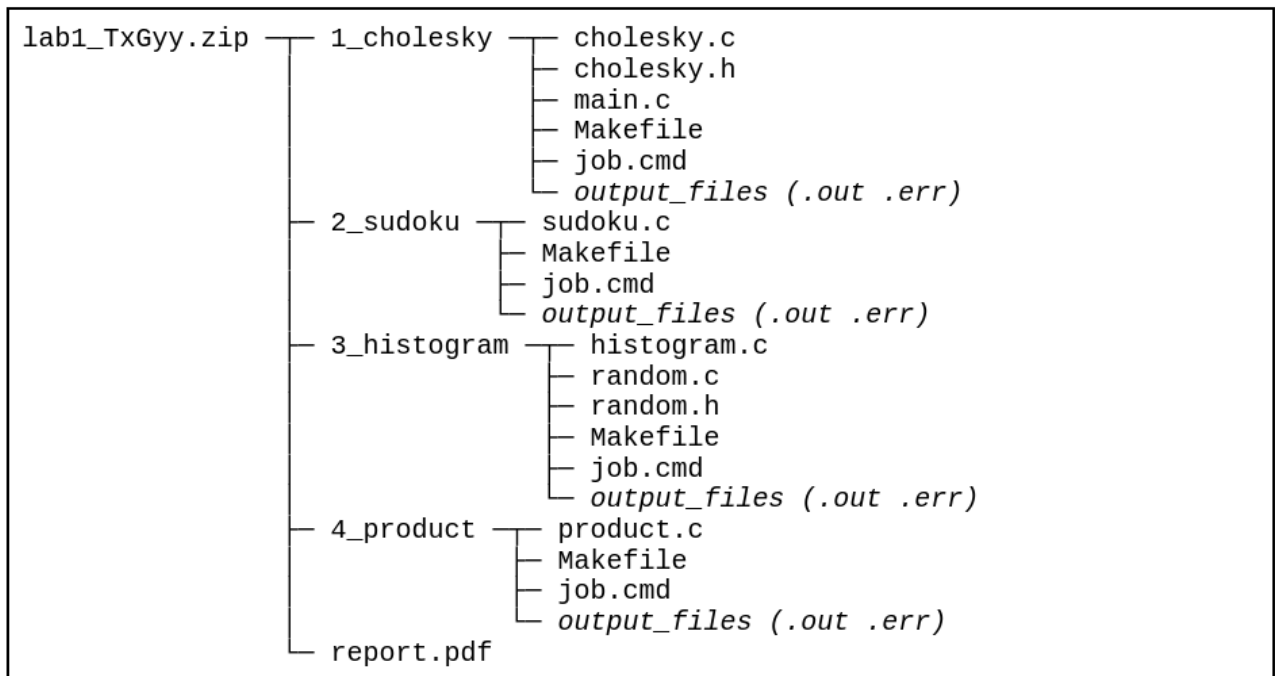 lab1_TxGyy.zip ─┬─ 1_cholesky ─┬─ cholesky.c
├─ cholesky.h
├─ main.c
├─ Makefile
├─ job.cmd
└─ output_files (.out .err)
├─ 2_sudoku ─┬─ sudoku.c
├─ Makefile
├─ job.cmd
└─ output_files (.out .err)
├─ 3_histogram ─┬─ histogram.c
├─ random.c
├─ random.h
├─ Makefile
├─ job.cmd
└─ output_files (.out .err)
├─ 4_product ─┬─ product.c
├─ Makefile
├─ job.cmd
└─ output_files (.out .err)
└─ report.pdf